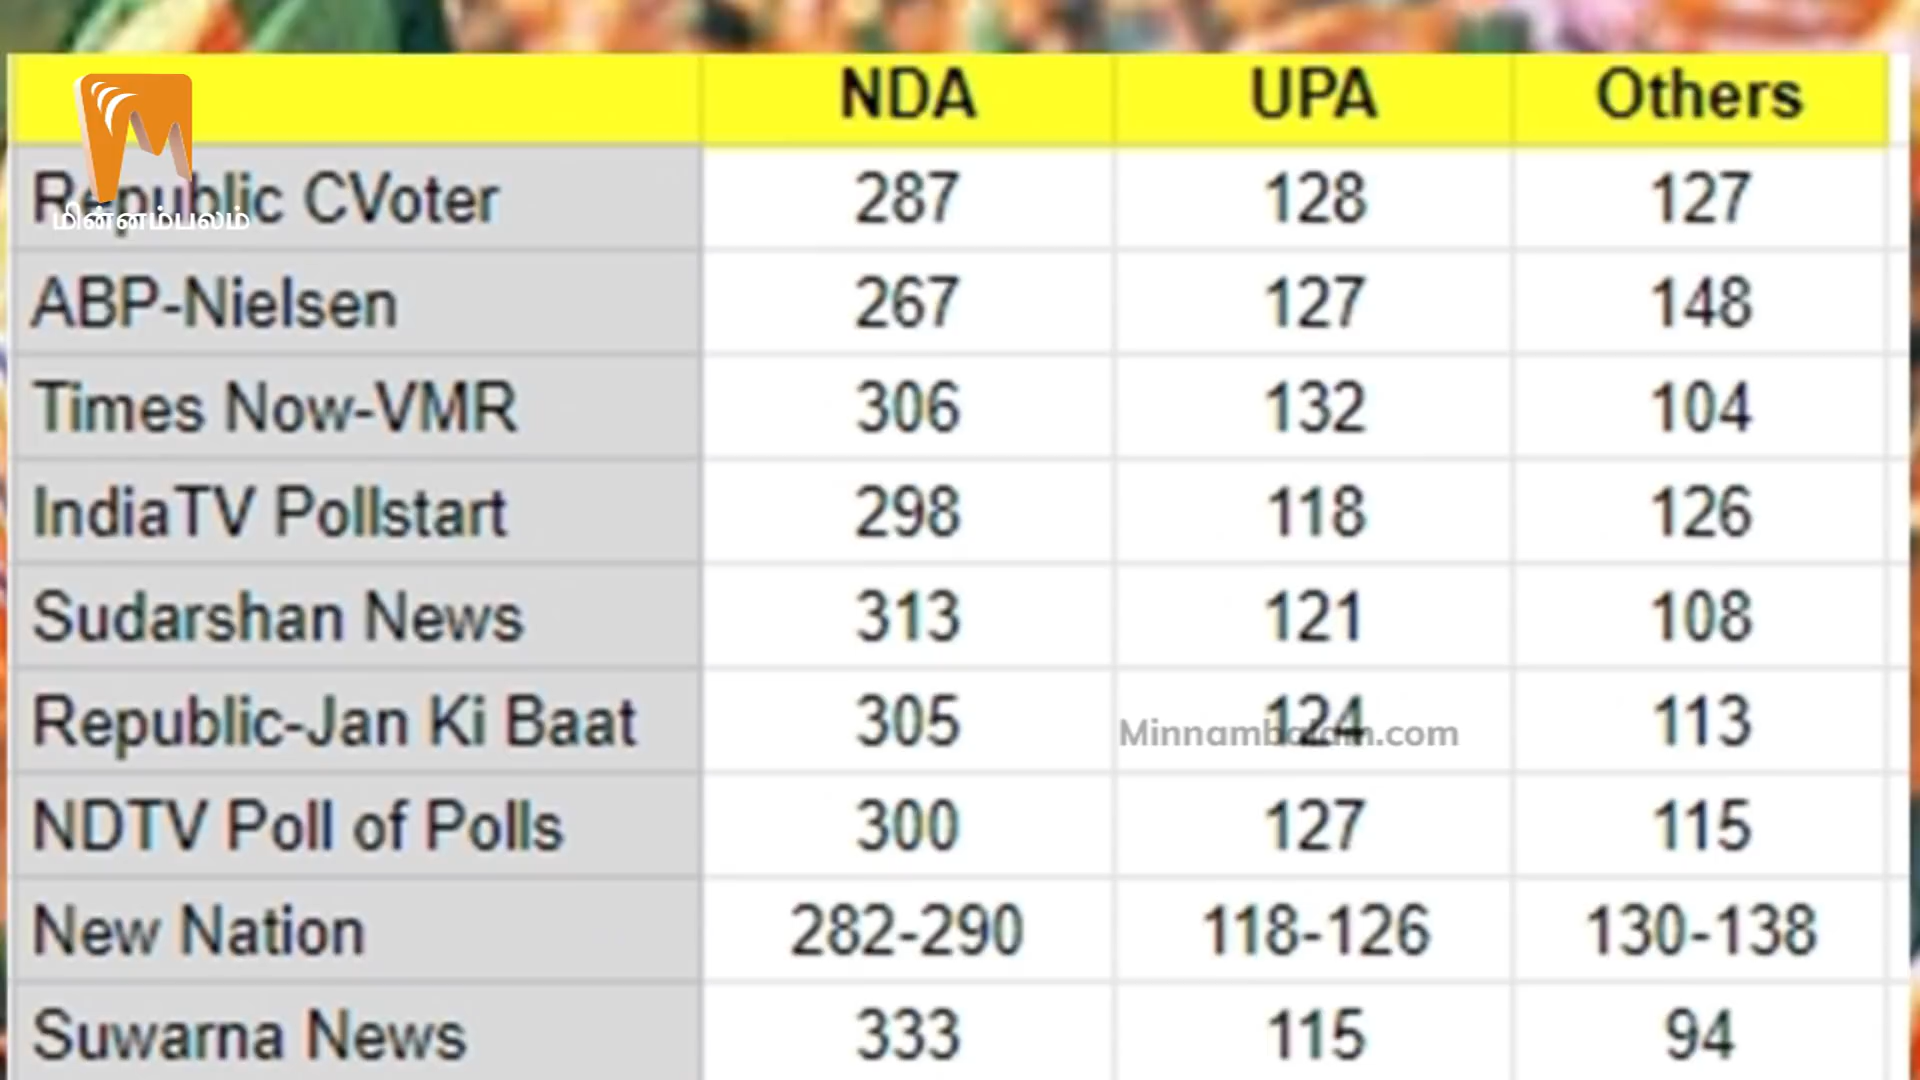 NDA UPA Others
Republic CVoter 287 128 127
மின்னம்பலம்
ABP-Nielsen 267 127 148
Times Now-VMR 306 132 104
IndiaTV Pollstart 298 118 126
Sudarshan News 313 121 108
Republic-Jan Ki Baat 305 124 113
Minnambalam.com
NDTV Poll of Polls 300 127 115
New Nation 282-290 118-126 130-138
Suwarna News 333 115 94